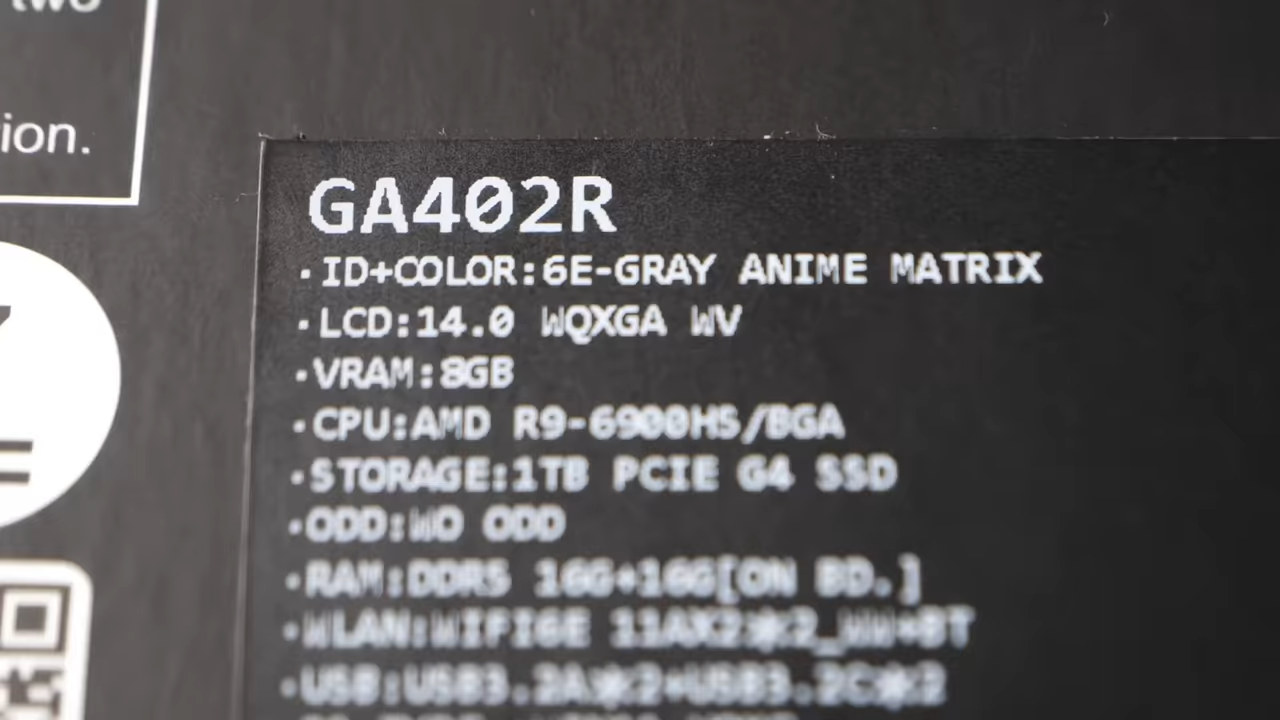 two
ion.
GA402R
·ID+COLOR:6E-GRAY ANIME MATRIX
·LCD:14.0 WQXGA WV
·VRAM:8GB
·CPU:AMD R9-6900HS/BGA
·STORAGE:1TB PCIE G4 SSD
·ODD:WO ODD
·RAM:DDR5 16G+16G[ON BD.]
·WLAN:WIFI6E 11AX2*2_WW+BT
·USB:USB3.2A*2+USB3.2C*2